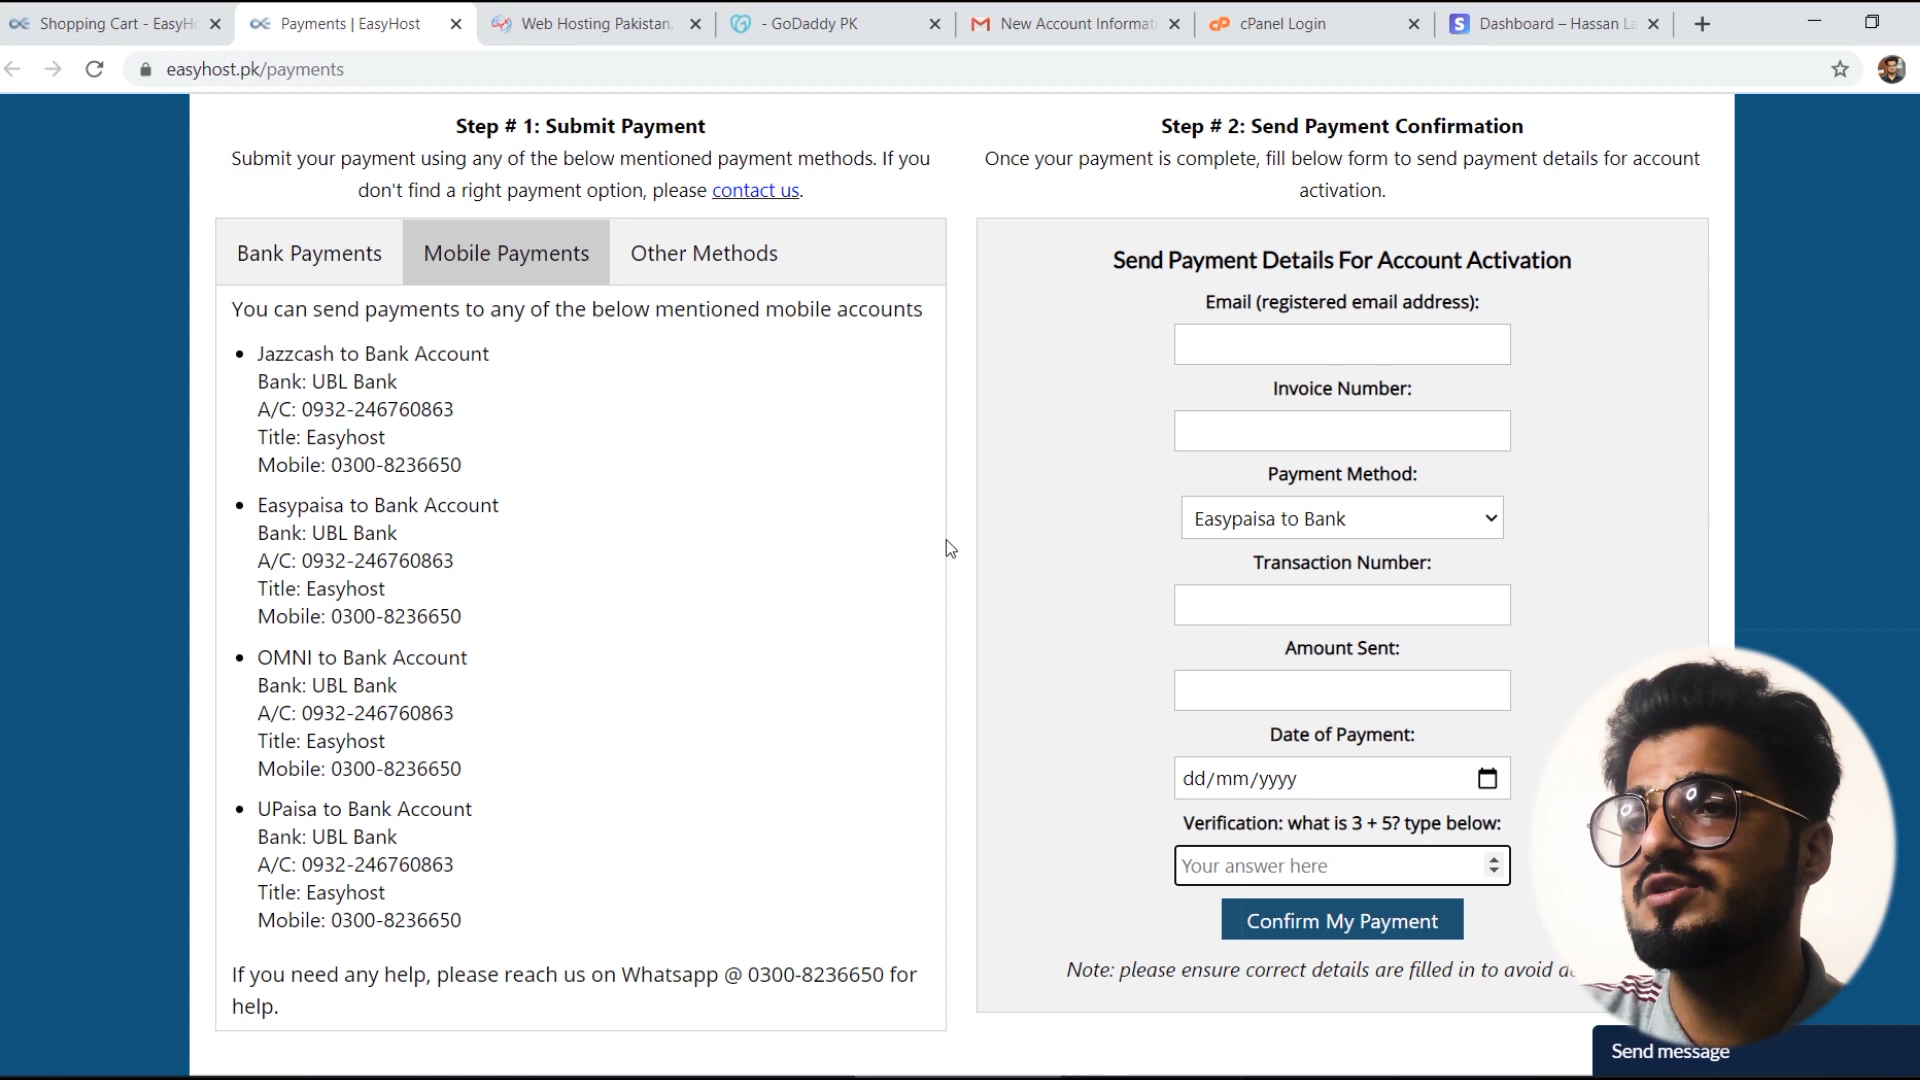 Shopping Cart - EasyHo
Payments | EasyHost
Web Hosting Pakistan,
- GoDaddy PK
New Account Informati
cPanel Login
Dashboard – Hassan La
easyhost.pk/payments
Step # 1: Submit Payment
Submit your payment using any of the below mentioned payment methods. If you
don't find a right payment option, please contact us.
Bank Payments
Mobile Payments
Other Methods
You can send payments to any of the below mentioned mobile accounts
• Jazzcash to Bank Account
Bank: UBL Bank
A/C: 0932-246760863
Title: Easyhost
Mobile: 0300-8236650
• Easypaisa to Bank Account
Bank: UBL Bank
A/C: 0932-246760863
Title: Easyhost
Mobile: 0300-8236650
• OMNI to Bank Account
Bank: UBL Bank
A/C: 0932-246760863
Title: Easyhost
Mobile: 0300-8236650
• UPaisa to Bank Account
Bank: UBL Bank
A/C: 0932-246760863
Title: Easyhost
Mobile: 0300-8236650
If you need any help, please reach us on Whatsapp @ 0300-8236650 for
help.
Step # 2: Send Payment Confirmation
Once your payment is complete, fill below form to send payment details for account
activation.
Send Payment Details For Account Activation
Email (registered email address):
Invoice Number:
Payment Method:
Easypaisa to Bank
Transaction Number:
Amount Sent:
Date of Payment:
dd/mm/yyyy
Verification: what is 3 + 5? type below:
Your answer here
Confirm My Payment
Note: please ensure correct details are filled in to avoid
Send message